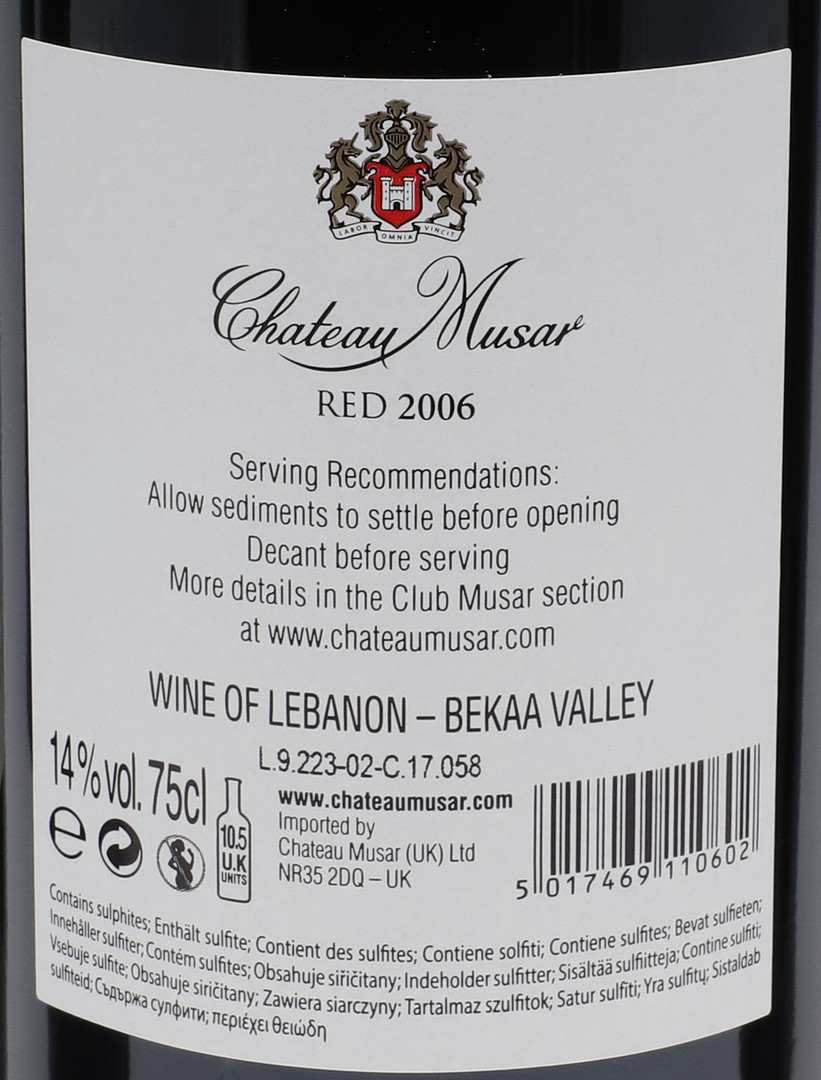 LABOR OMNIA VINCIT
Chateau Musar
RED 2006
Serving Recommendations:
Allow sediments to settle before opening
Decant before serving
More details in the Club Musar section
at www.chateaumusar.com
WINE OF LEBANON – BEKAA VALLEY
14%vol. 75cl
L.9.223-02-C.17.058
www.chateaumusar.com
Imported by
Chateau Musar (UK) Ltd
NR35 2DQ – UK
e
10.5
U.K
UNITS
5 017469 110602
Contains sulphites; Enthält sulfite; Contient des sulfites; Contiene solfiti; Contiene sulfites; Bevat sulfieten;
Innehåller sulfiter; Contém sulfites; Obsahuje siřičitany; Indeholder sulfitter; Sisältää sulfiitteja; Contine sulfiti;
Vsebuje sulfite; Obsahuje siričitany; Zawiera siarczyny; Tartalmaz szulfitok; Satur sulfīti; Yra sulfitų; Sistaldab
sulfiteid; Съдържа сулфити; περιέχει θειώδη